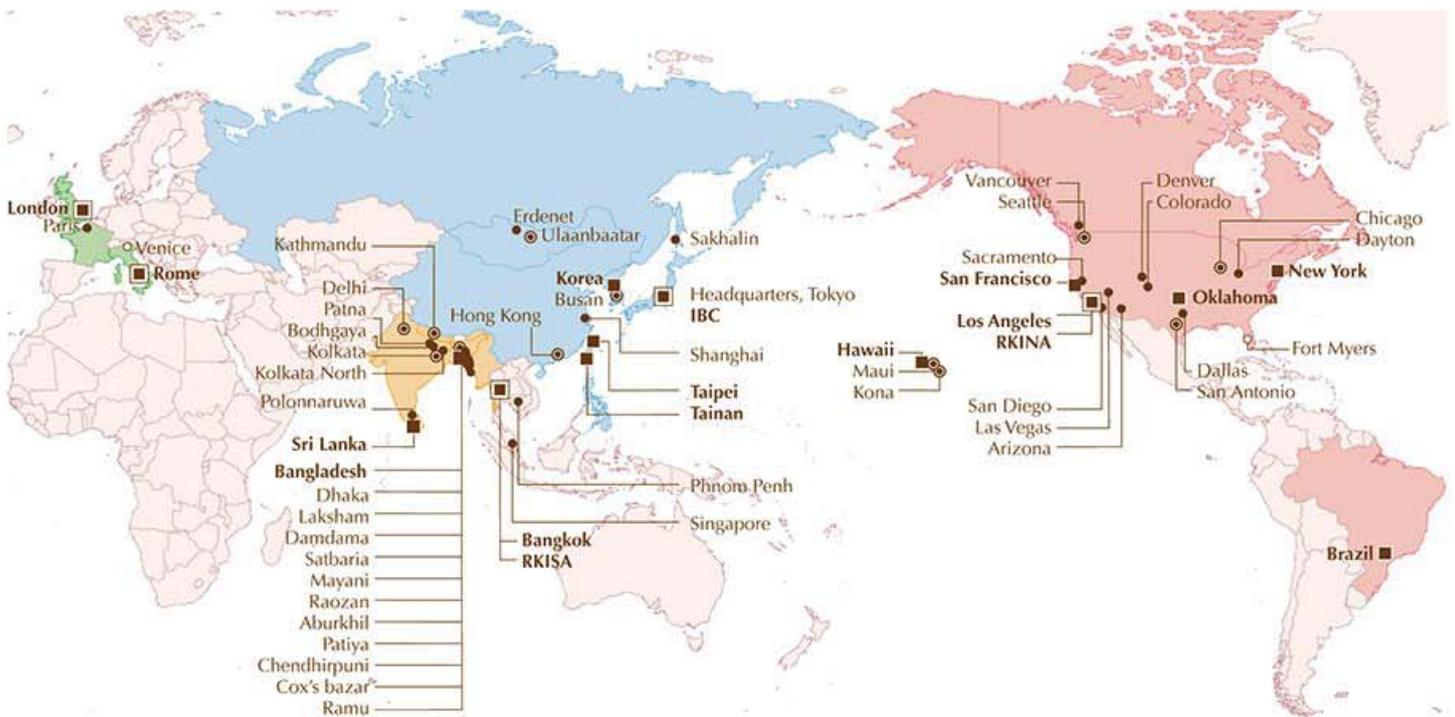 London
Paris
Venice
Rome
Kathmandu
Delhi
Patna
Bodhgaya
Kolkata
Kolkata North
Polonnaruwa
Sri Lanka
Bangladesh
Dhaka
Laksham
Damdama
Satbaria
Mayani
Raozan
Aburkhil
Patiya
Chendhirpuni
Cox's bazar
Ramu
Erdenet
Ulaanbaatar
Sakhalin
Korea
Busan
Headquarters, Tokyo
IBC
Hong Kong
Shanghai
Taipei
Tainan
Phnom Penh
Singapore
Bangkok
RKISA
Hawaii
Maui
Kona
Vancouver
Seattle
Sacramento
San Francisco
Los Angeles
RKINA
San Diego
Las Vegas
Arizona
Denver
Colorado
Chicago
Dayton
New York
Oklahoma
Fort Myers
Dallas
San Antonio
Brazil